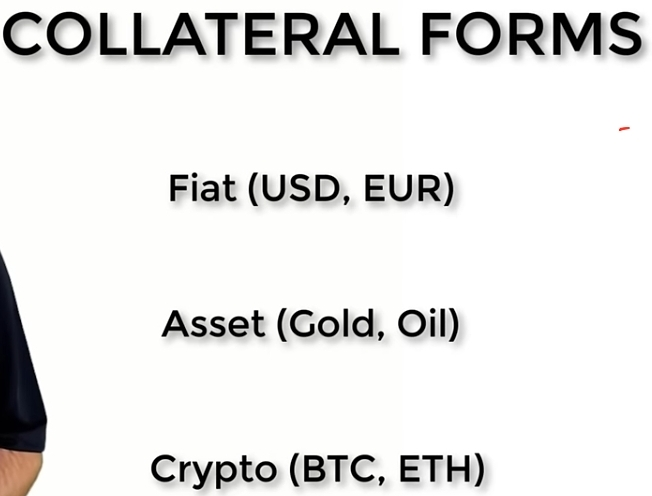 COLLATERAL FORMS
Fiat (USD, EUR)
Asset (Gold, Oil)
Crypto (BTC, ETH)